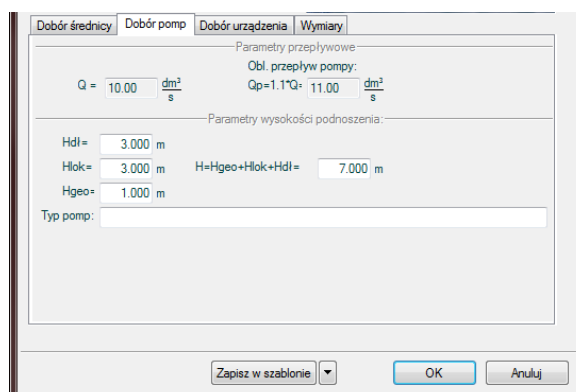 Dobór średnicy Dobór pomp Dobór urządzenia Wymiary
Parametry przepływowe
Obl. przepływ pompy:
Q = 10.00 dm³/s Qp=1.1*Q= 11.00 dm³/s
Parametry wysokości podnoszenia:
Hdł= 3.000 m
Hlok= 3.000 m H=Hgeo+Hlok+Hdł= 7.000 m
Hgeo= 1.000 m
Typ pomp:
Zapisz w szablonie OK Anuluj